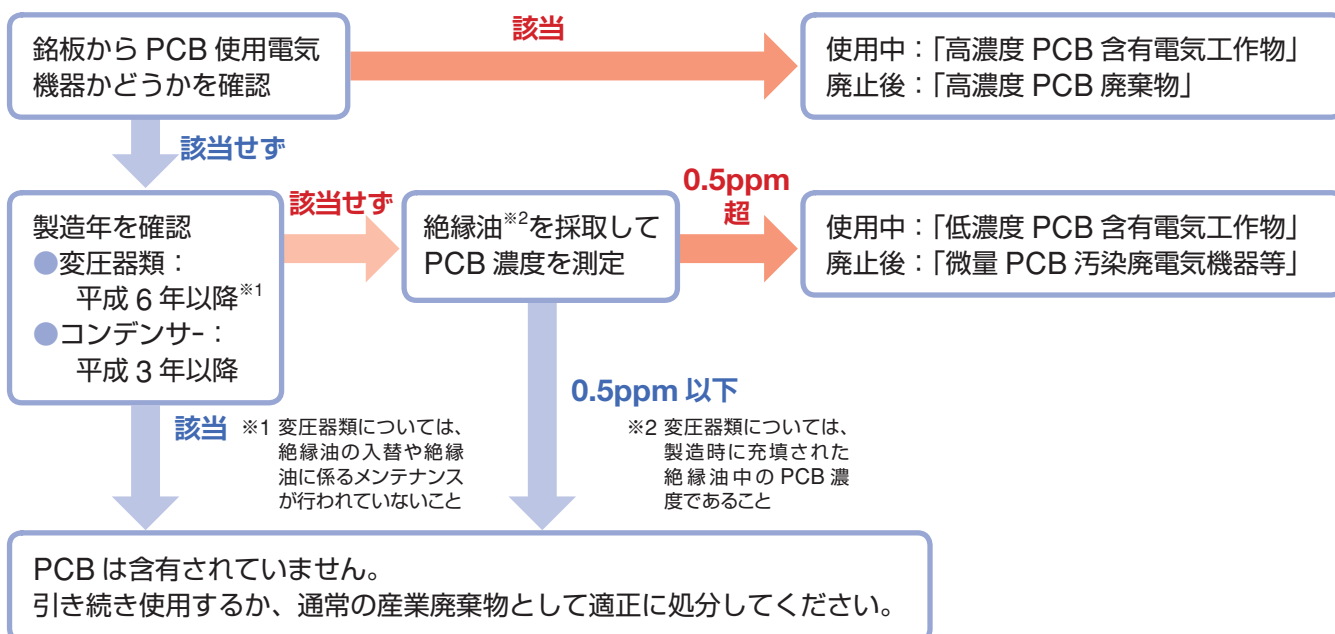 銘板から PCB 使用電気
機器かどうかを確認
該当
使用中：「高濃度 PCB 含有電気工作物」
廃止後：「高濃度 PCB 廃棄物」
該当せず
製造年を確認
●変圧器類：
平成 6 年以降※1
●コンデンサｰ：
平成 3 年以降
該当せず
絶縁油※2を採取して
PCB 濃度を測定
0.5ppm
超
使用中：「低濃度 PCB 含有電気工作物」
廃止後：「微量 PCB 汚染廃電気機器等」
該当
※1 変圧器類については、
絶縁油の入替や絶縁
油に係るメンテナンス
が行われていないこと
0.5ppm 以下
※2 変圧器類については、
製造時に充填された
絶縁油中の PCB 濃
度であること
PCB は含有されていません。
引き続き使用するか、通常の産業廃棄物として適正に処分してください。